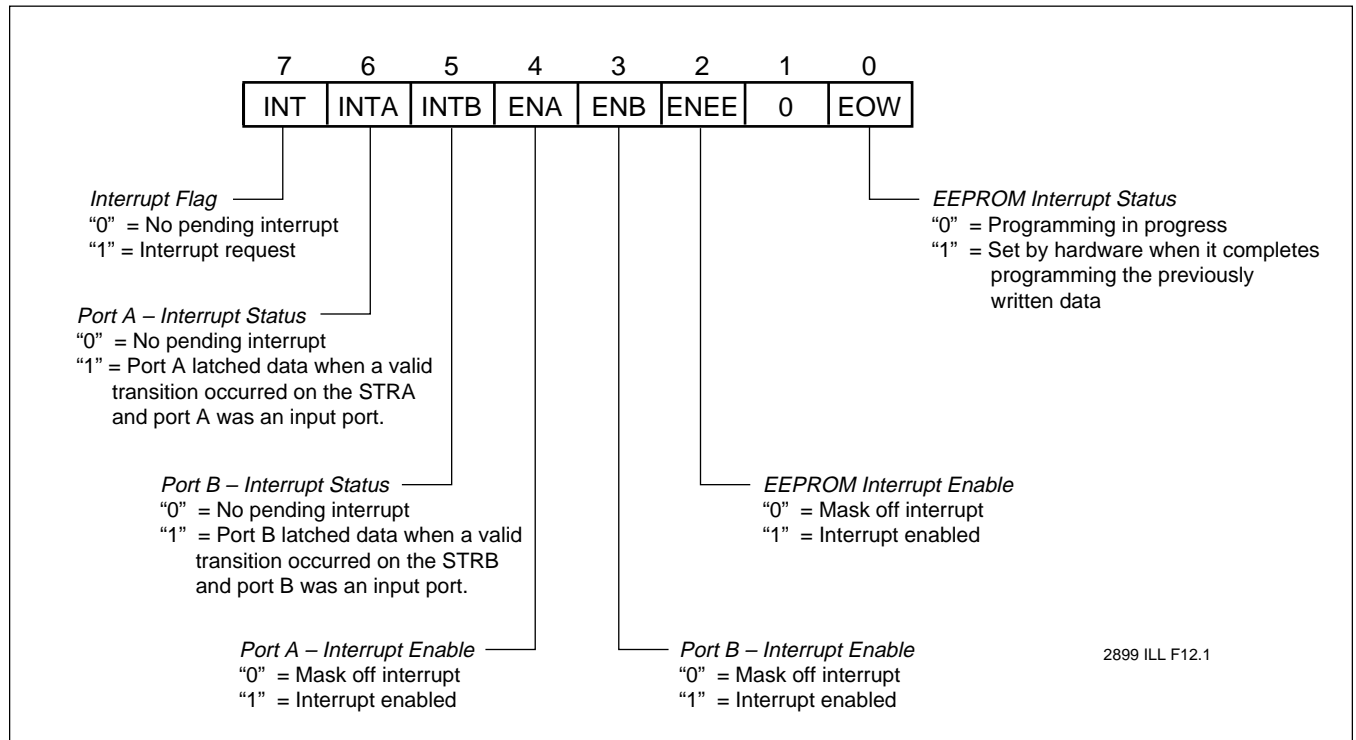 7 6 5 4 3 2 1 0
INT INTA INTB ENA ENB ENEE 0 EOW
Interrupt Flag
“0” = No pending interrupt
“1” = Interrupt request
EEPROM Interrupt Status
“0” = Programming in progress
“1” = Set by hardware when it completes
programming the previously
written data
Port A – Interrupt Status
“0” = No pending interrupt
“1” = Port A latched data when a valid
transition occurred on the STRA
and port A was an input port.
Port B – Interrupt Status
“0” = No pending interrupt
“1” = Port B latched data when a valid
transition occurred on the STRB
and port B was an input port.
EEPROM Interrupt Enable
“0” = Mask off interrupt
“1” = Interrupt enabled
Port A – Interrupt Enable
“0” = Mask off interrupt
“1” = Interrupt enabled
Port B – Interrupt Enable
“0” = Mask off interrupt
“1” = Interrupt enabled
2899 ILL F12.1